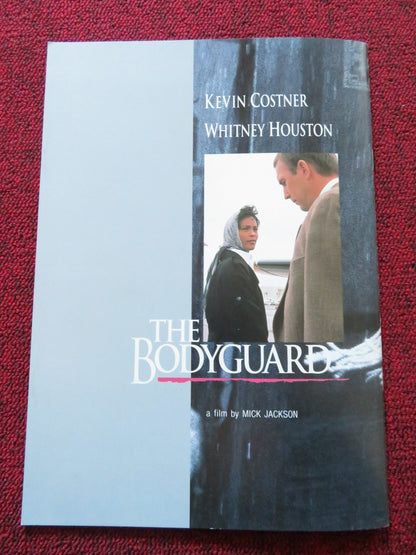 KEVIN COSTNER
WHITNEY HOUSTON
THE
BODYGUARD
a film by MICK JACKSON